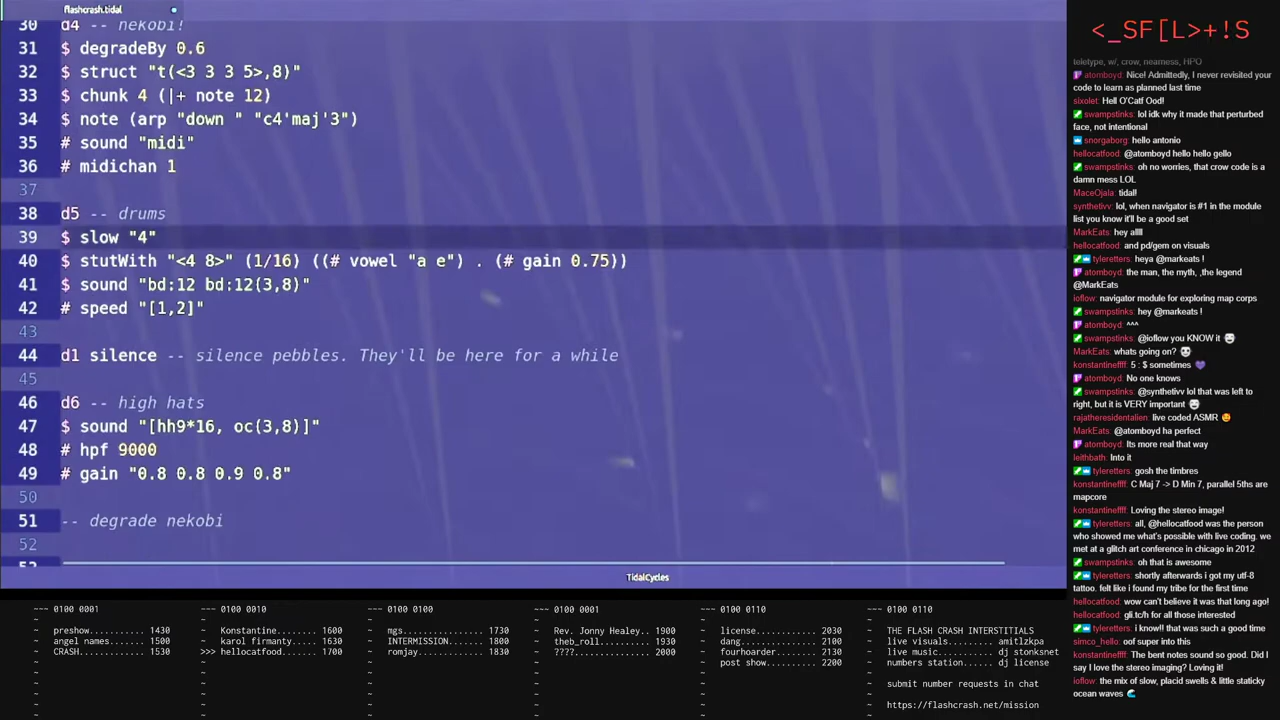 flashcrash.tidal
30 d4 -- nekobi!
31 $ degradeBy 0.6
32 $ struct "t(<3 3 3 5>,8)"
33 $ chunk 4 (|+ note 12)
34 $ note (arp "down " "c4'maj'3")
35 # sound "midi"
36 # midichan 1
37
38 d5 -- drums
39 $ slow "4"
40 $ stutWith "<4 8>" (1/16) ((# vowel "a e") . (# gain 0.75))
41 $ sound "bd:12 bd:12(3,8)"
42 # speed "[1,2]"
43
44 d1 silence -- silence pebbles. They'll be here for a while
45
46 d6 -- high hats
47 $ sound "[hh9*16, oc(3,8)]"
48 # hpf 9000
49 # gain "0.8 0.8 0.9 0.8"
50
51 -- degrade nekobi
52
TidalCycles
<_SF[L>+!S
teletype, w/, crow, nearness, HPO
atomboyd: Nice! Admittedly, I never revisited your
code to learn as planned last time
sixolet: Hell O'Catf Ood!
swampstinks: lol idk why it made that perturbed
face, not intentional
snorgaborg: hello antonio
hellocatfood: @atomboyd hello hello gello
swampstinks: oh no worries, that crow code is a
damn mess LOL
MaceOjala: tidal!
synthetivv: lol, when navigator is #1 in the module
list you know it'll be a good set
MarkEats: hey allll
hellocatfood: and pd/gem on visuals
tyleretters: heya @markeats !
atomboyd: the man, the myth, ,the legend
@MarkEats
ioflow: navigator module for exploring map corps
swampstinks: hey @markeats !
atomboyd: ^^^
swampstinks: @ioflow you KNOW it
MarkEats: whats going on?
konstantineffff: 5 : $ sometimes
atomboyd: No one knows
swampstinks: @synthetivv lol that was left to
right, but it is VERY important
rajatheresidentalien: live coded ASMR
MarkEats: @atomboyd ha perfect
atomboyd: Its more real that way
leithbath: Into it
tyleretters: gosh the timbres
konstantineffff: C Maj 7 -> D Min 7, parallel 5ths are
mapcore
konstantineffff: Loving the stereo image!
tyleretters: all, @hellocatfood was the person
who showed me what's possible with live coding. we
met at a glitch art conference in chicago in 2012
swampstinks: oh that is awesome
tyleretters: shortly afterwards i got my utf-8
tattoo. felt like i found my tribe for the first time
hellocatfood: wow can't believe it was that long ago!
hellocatfood: gli.tc/h for all those interested
tyleretters: i know!! that was such a good time
simco_hello: oof super into this
konstantineffff: The bent notes sound so good. Did I
say I love the stereo imaging? Loving it!
ioflow: the mix of slow, placid swells & little staticky
ocean waves
~~~ 0100 0001
~
~ preshow.......... 1430
~ angel names...... 1500
~ CRASH............ 1530
~~~ 0100 0010
~
~ Konstantine........ 1600
~ karol firmanty..... 1630
>>> hellocatfood....... 1700
~~~ 0100 0100
~
~ mgs............... 1730
~ INTERMISSION...... 1800
~ romjay............ 1830
~~~ 0100 0001
~
~ Rev. Jonny Healey.. 1900
~ theb_roll.......... 1930
~ ????............... 2000
~~~ 0100 0110
~
~ license.......... 2030
~ dang............. 2100
~ fourhoarder...... 2130
~ post show........ 2200
~~~ 0100 0110
~
~ THE FLASH CRASH INTERSTITIALS
~ live visuals..... amitlzkpa
~ live music....... dj stonksnet
~ numbers station.. dj license
~
~ submit number requests in chat
~
~ https://flashcrash.net/mission